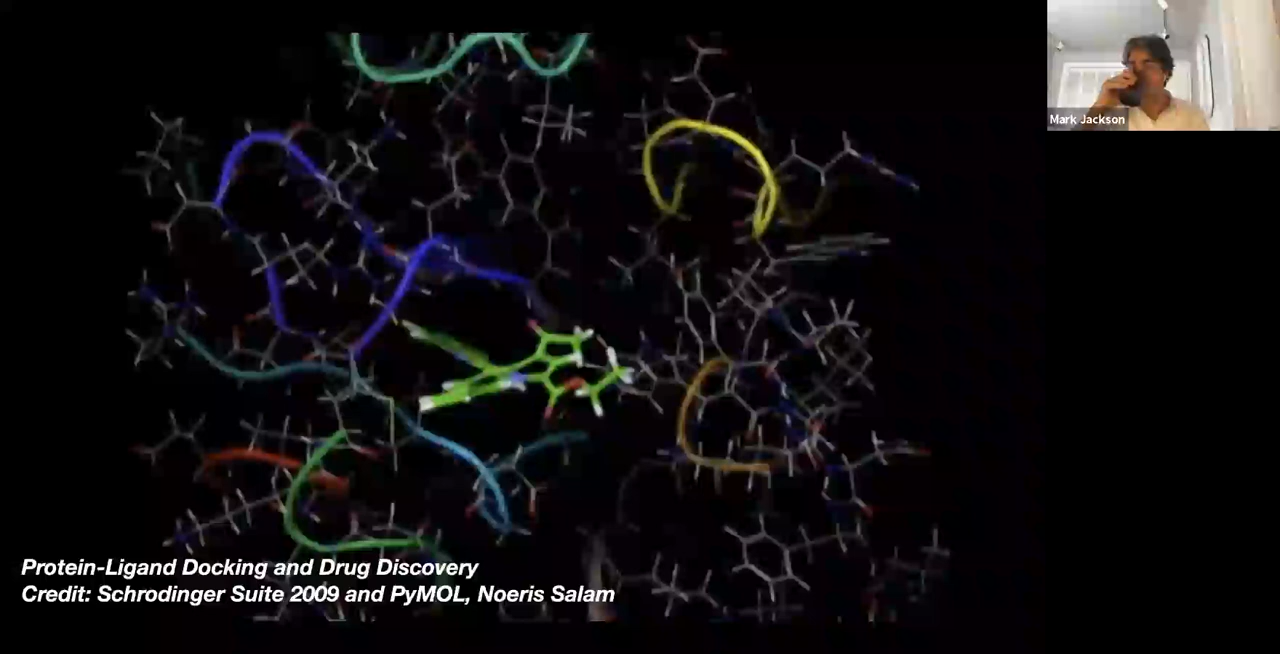 Mark Jackson
Protein-Ligand Docking and Drug Discovery
Credit: Schrodinger Suite 2009 and PyMOL, Noeris Salam